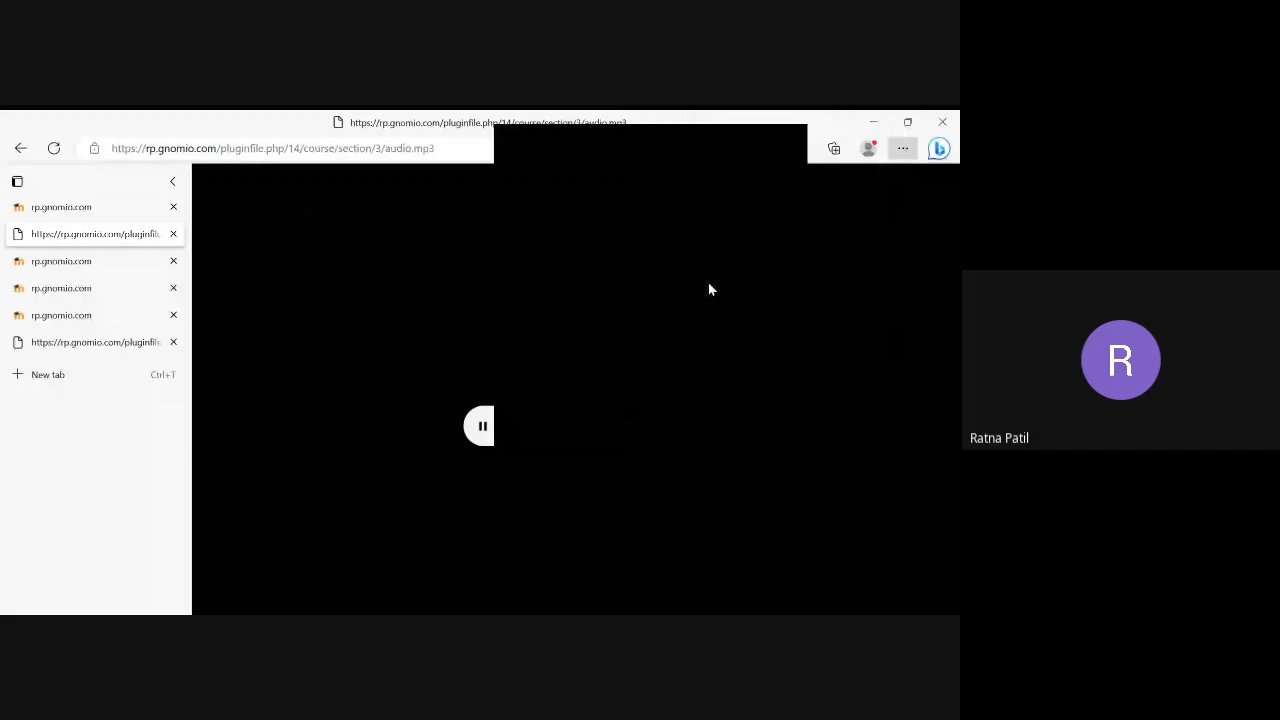 https://rp.gnomio.com/pluginfile.php/14/course/section/3/audio.mp3
https://rp.gnomio.com/pluginfile.php/14/course/section/3/audio.mp3
rp.gnomio.com
https://rp.gnomio.com/pluginfil
rp.gnomio.com
rp.gnomio.com
rp.gnomio.com
https://rp.gnomio.com/pluginfil
New tab Ctrl+T
R
Ratna Patil